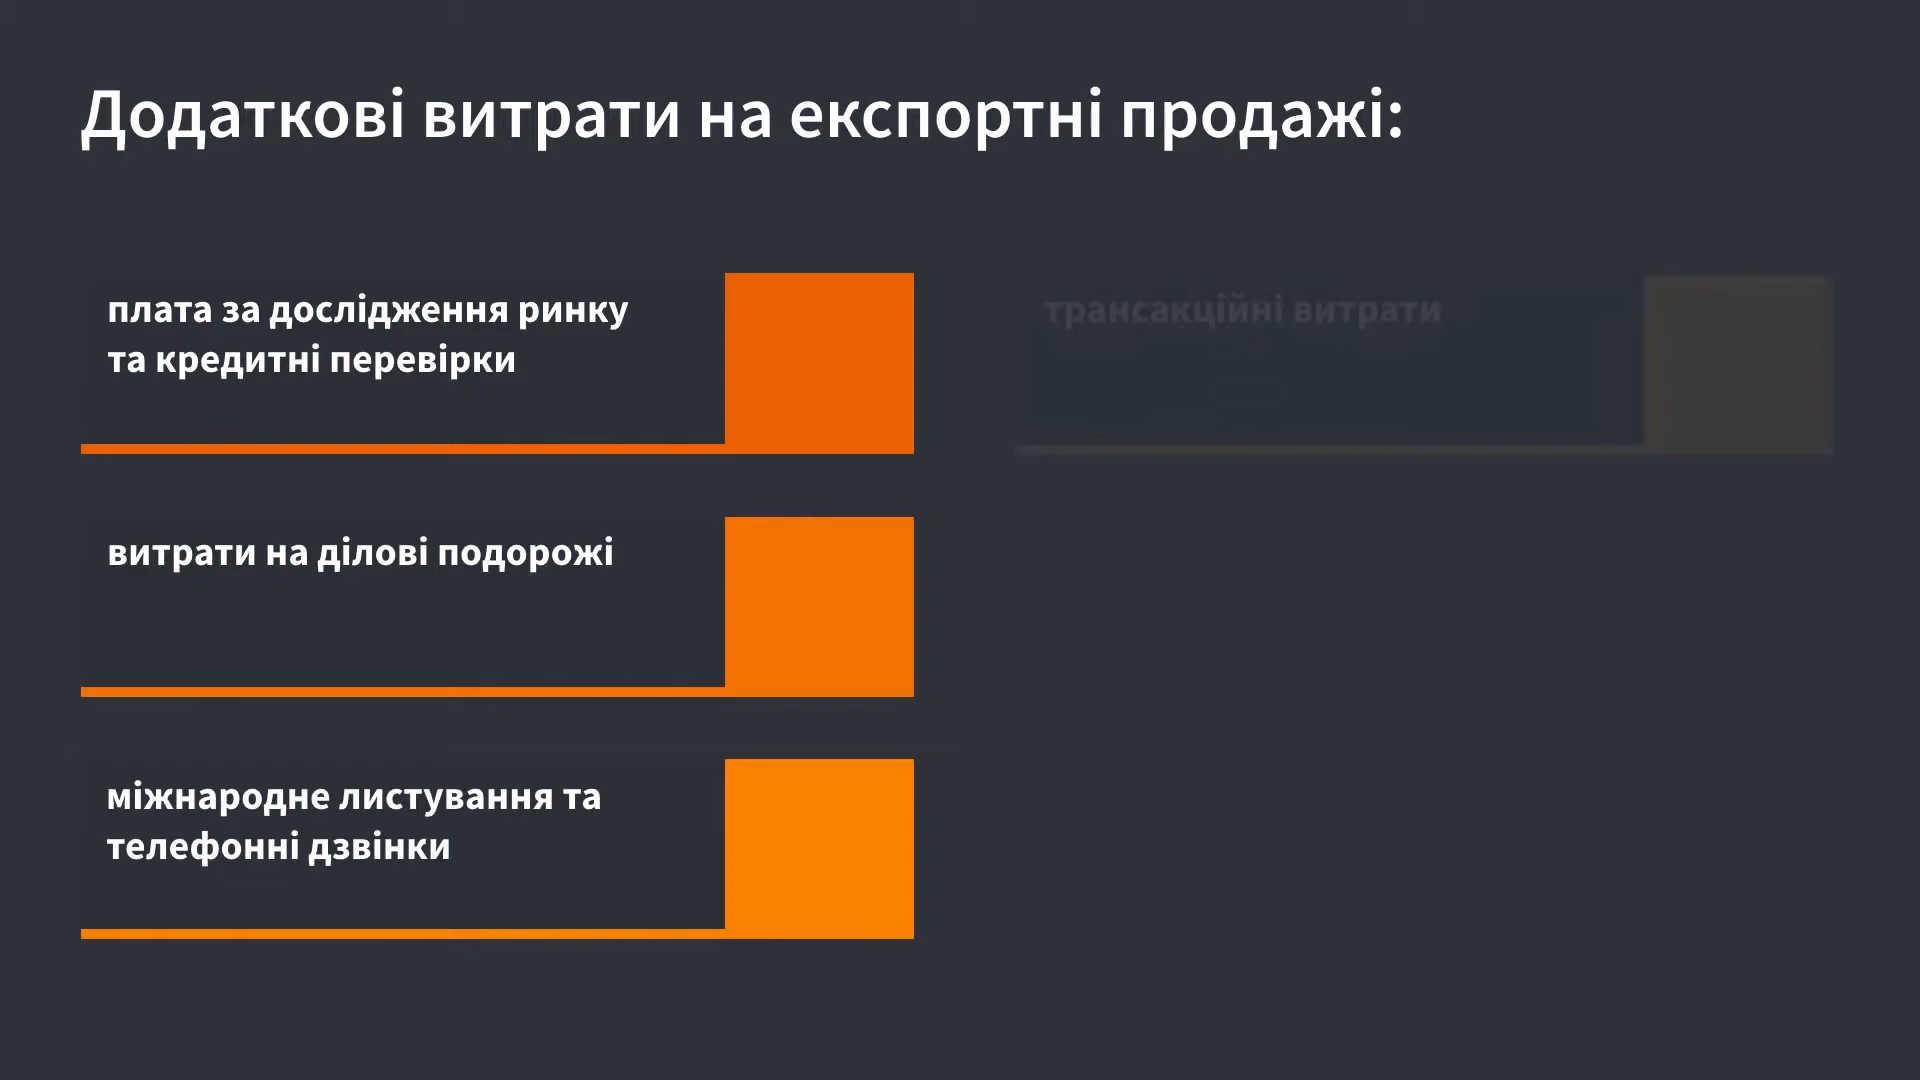 Додаткові витрати на експортні продажі:
плата за дослідження ринку
та кредитні перевірки
трансакційні витрати
витрати на ділові подорожі
міжнародне листування та
телефонні дзвінки